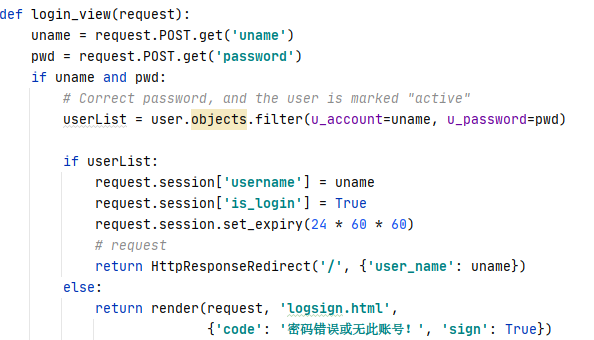 def login_view(request):
    uname = request.POST.get('uname')
    pwd = request.POST.get('password')
    if uname and pwd:
        # Correct password, and the user is marked "active"
        userList = user.objects.filter(u_account=uname, u_password=pwd)
        if userList:
            request.session['username'] = uname
            request.session['is_login'] = True
            request.session.set_expiry(24 * 60 * 60)
            # request
            return HttpResponseRedirect('/', {'user_name': uname})
        else:
            return render(request, 'logsign.html',
                          {'code': '密码错误或无此账号！', 'sign': True})